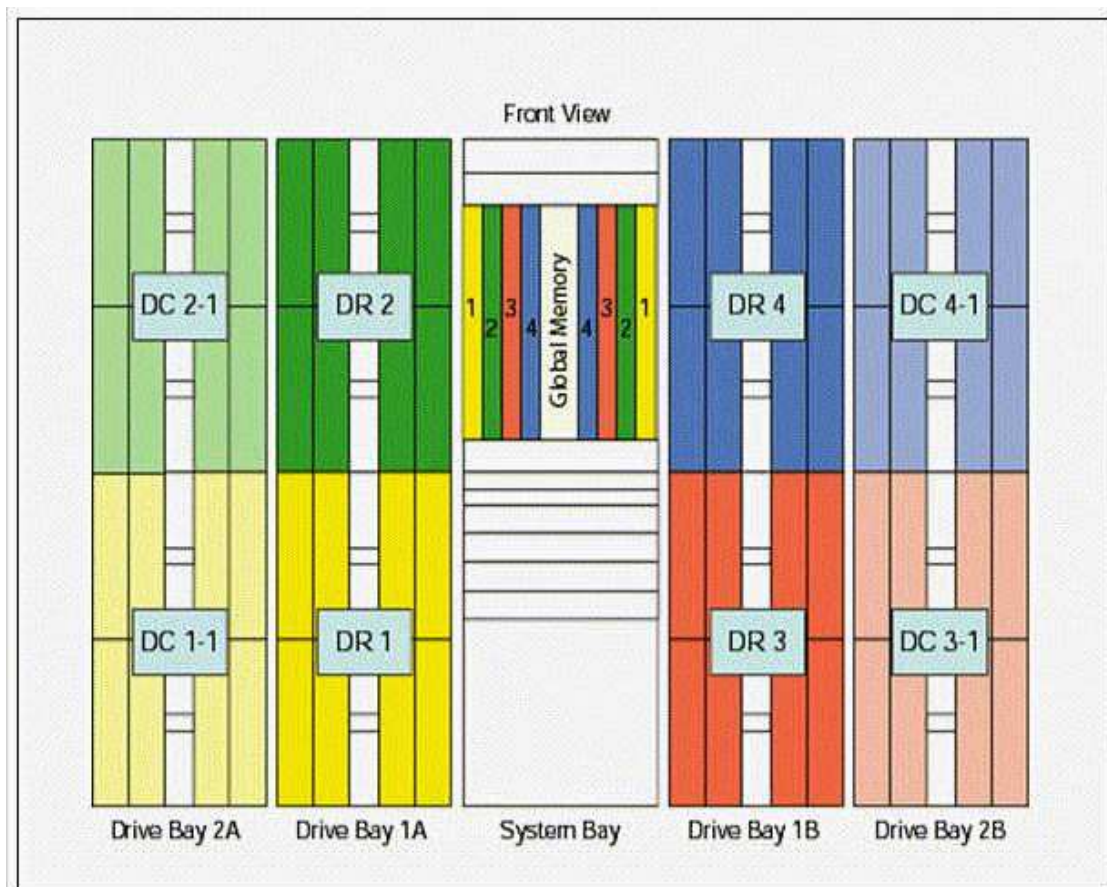 Front View
DC 2-1
DR 2
1
2
3
4
Global Memory
4
3
2
1
DR 4
DC 4-1
DC 1-1
DR 1
DR 3
DC 3-1
Drive Bay 2A
Drive Bay 1A
System Bay
Drive Bay 1B
Drive Bay 2B